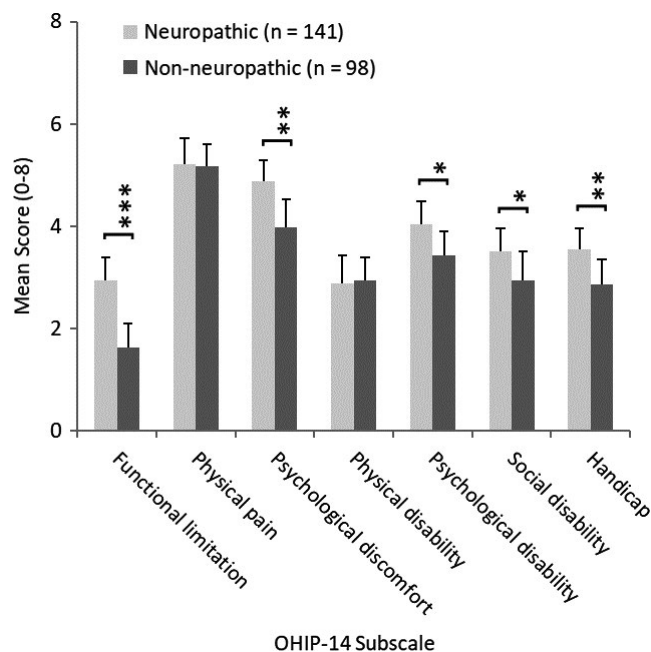 8
Neuropathic (n = 141)
Non-neuropathic (n = 98)
**
6
*
**
*
***
Mean Score (0-8)
4
2
0
Functional limitation
Physical pain
Psychological discomfort
Physical disability
Psychological disability
Social disability
Handicap
OHIP-14 Subscale